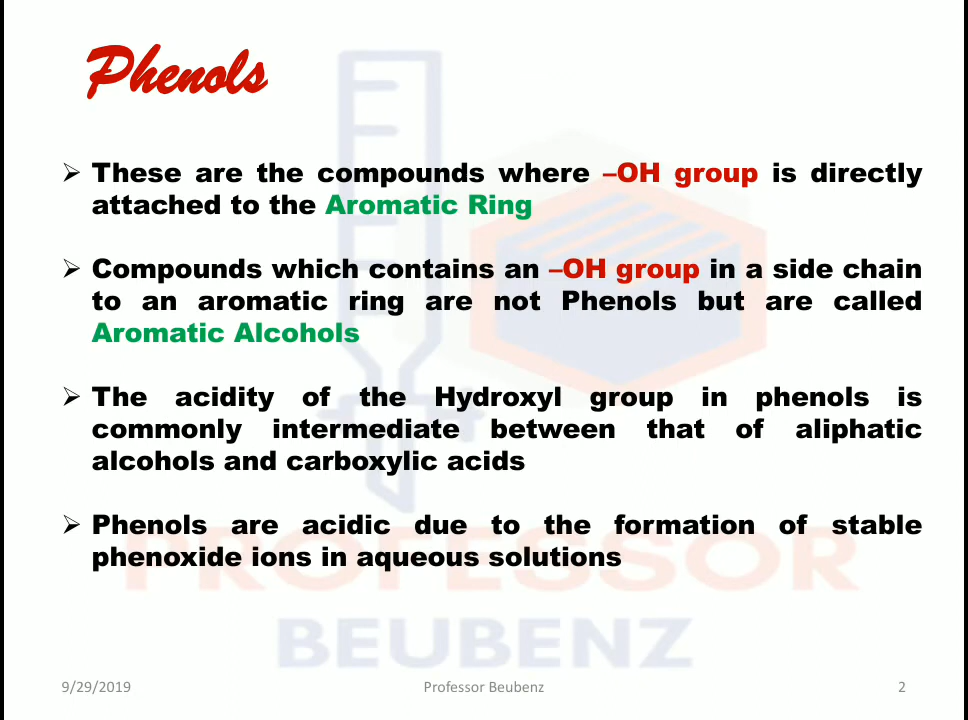 Phenols
➢ These are the compounds where –OH group is directly
attached to the Aromatic Ring
➢ Compounds which contains an –OH group in a side chain
to an aromatic ring are not Phenols but are called
Aromatic Alcohols
➢ The acidity of the Hydroxyl group in phenols is
commonly intermediate between that of aliphatic
alcohols and carboxylic acids
➢ Phenols are acidic due to the formation of stable
phenoxide ions in aqueous solutions
PROFESSOR
BEUBENZ
9/29/2019 Professor Beubenz 2